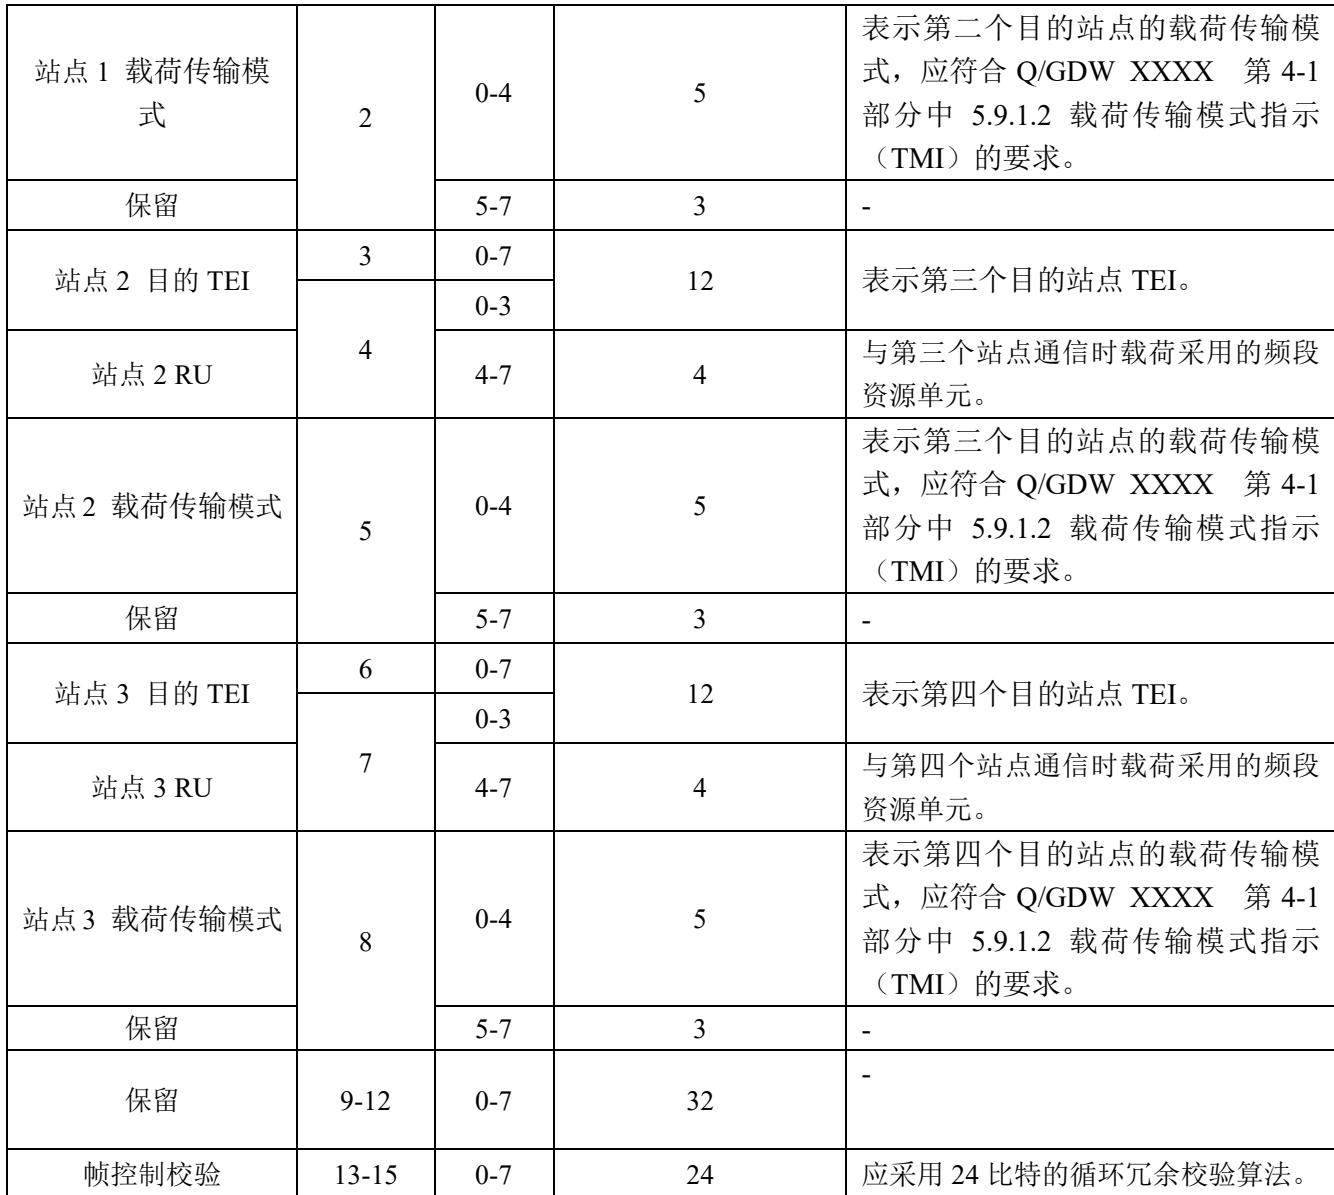 站点 1 载荷传输模
式
2
0-4
5
表示第二个目的站点的载荷传输模
式，应符合 Q/GDW XXXX 第 4-1
部分中 5.9.1.2 载荷传输模式指示
（TMI）的要求。
保留
5-7
3
-
站点 2 目的 TEI
3
0-7
12
表示第三个目的站点 TEI。
4
0-3
站点 2 RU
4-7
4
与第三个站点通信时载荷采用的频段
资源单元。
站点 2 载荷传输模式
5
0-4
5
表示第三个目的站点的载荷传输模
式，应符合 Q/GDW XXXX 第 4-1
部分中 5.9.1.2 载荷传输模式指示
（TMI）的要求。
保留
5-7
3
-
站点 3 目的 TEI
6
0-7
12
表示第四个目的站点 TEI。
7
0-3
站点 3 RU
4-7
4
与第四个站点通信时载荷采用的频段
资源单元。
站点 3 载荷传输模式
8
0-4
5
表示第四个目的站点的载荷传输模
式，应符合 Q/GDW XXXX 第 4-1
部分中 5.9.1.2 载荷传输模式指示
（TMI）的要求。
保留
5-7
3
-
保留
9-12
0-7
32
-
帧控制校验
13-15
0-7
24
应采用 24 比特的循环冗余校验算法。